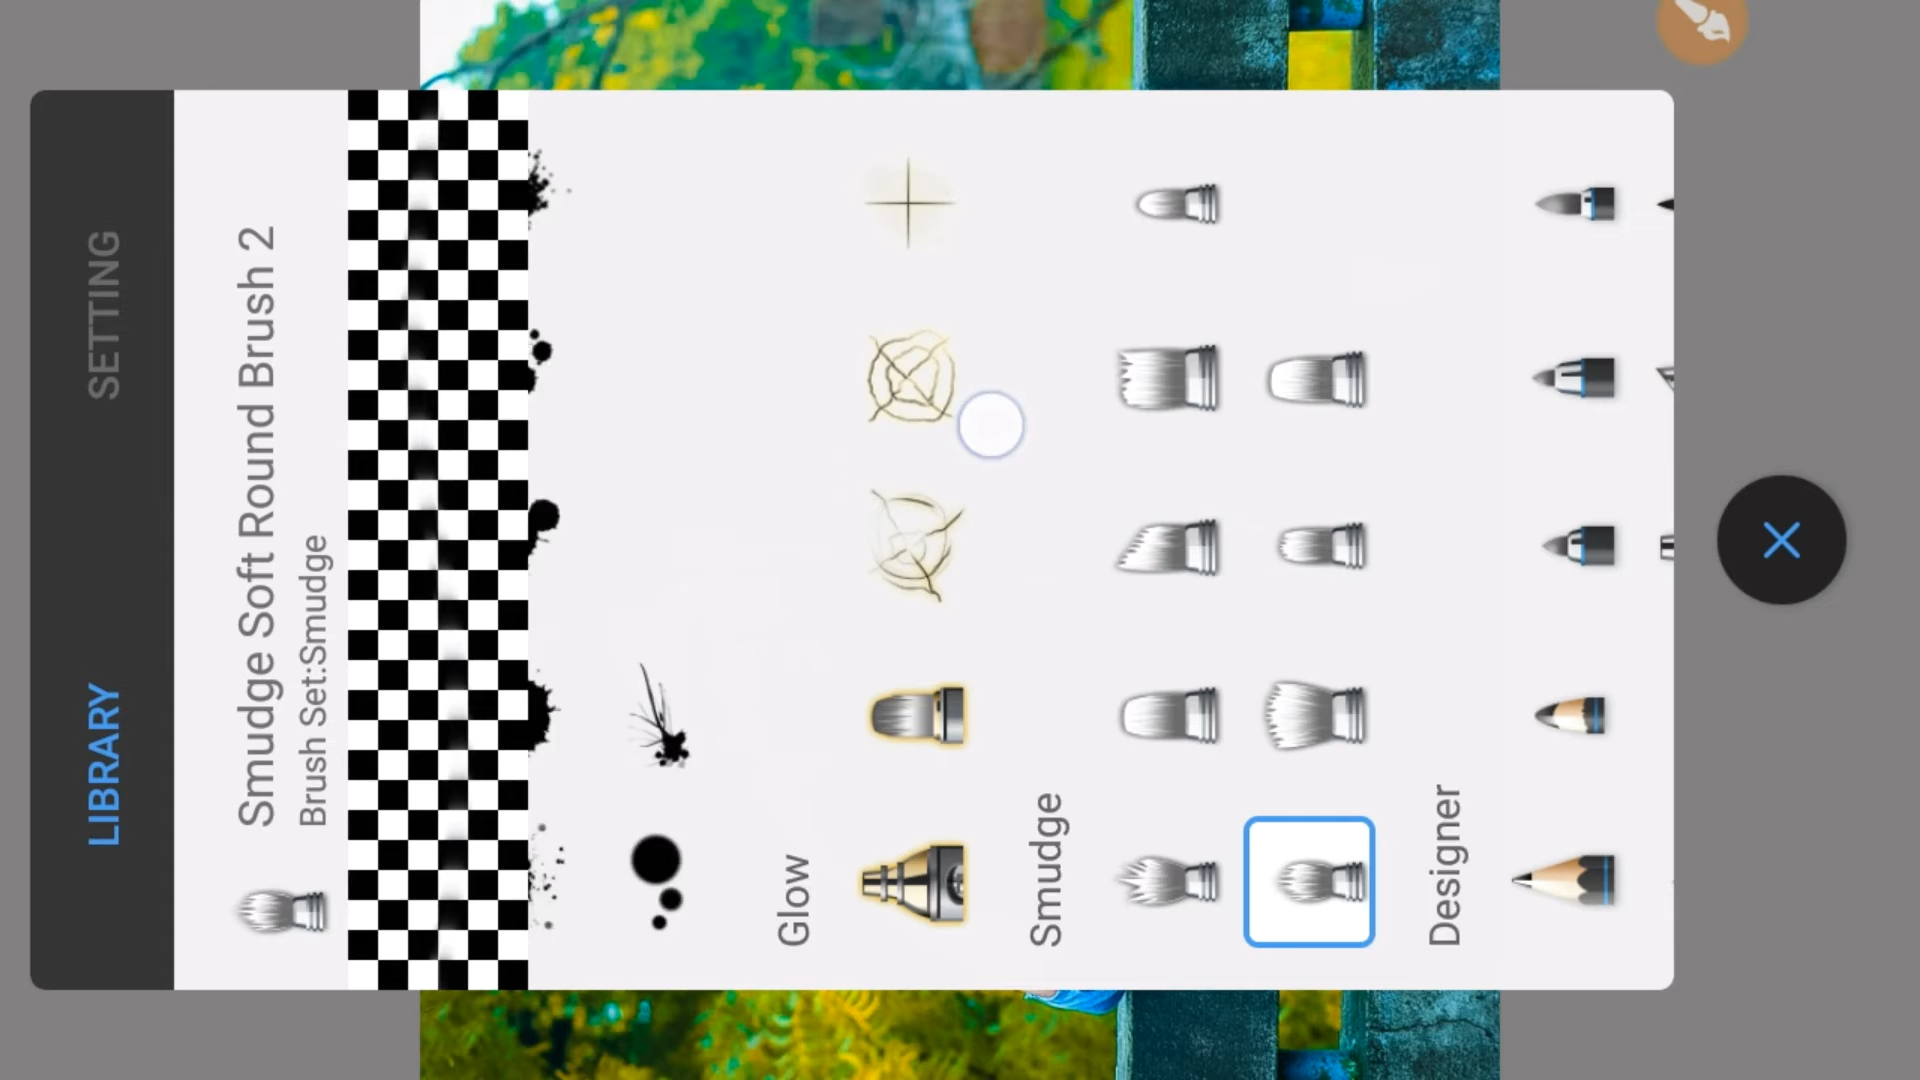 LIBRARY
SETTING
Smudge Soft Round Brush 2
Brush Set:Smudge
Glow
Smudge
Designer